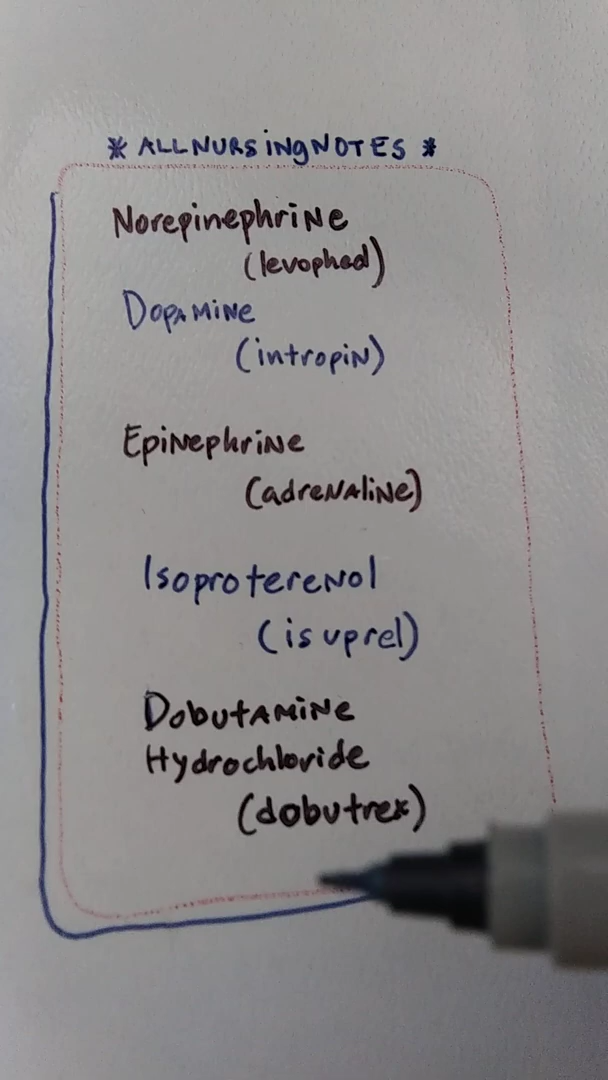 * ALLNURSINGNOTES *
Norepinephrine
(levophed)
Dopamine
(intropin)
Epinephrine
(adrenaline)
Isoproterenol
(isuprel)
Dobutamine
Hydrochloride
(dobutrex)